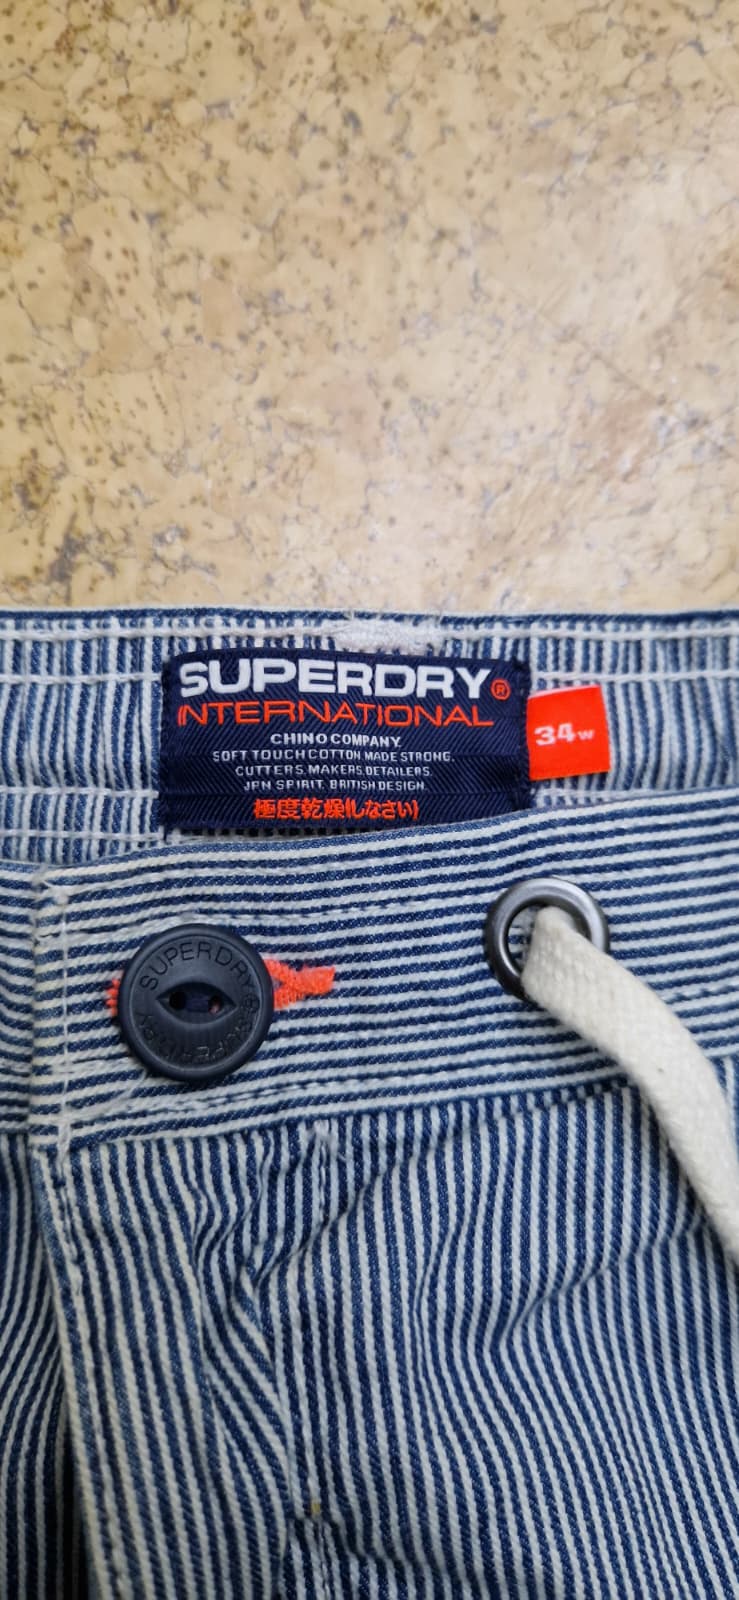 SUPERDRY®
INTERNATIONAL
CHINO COMPANY.
SOFT TOUCH COTTON. MADE STRONG.
CUTTERS. MAKERS. DETAILERS.
JPN SPIRIT. BRITISH DESIGN.
極度乾燥(しなさい)
34W
SUPERDRY®
SUPERDRY